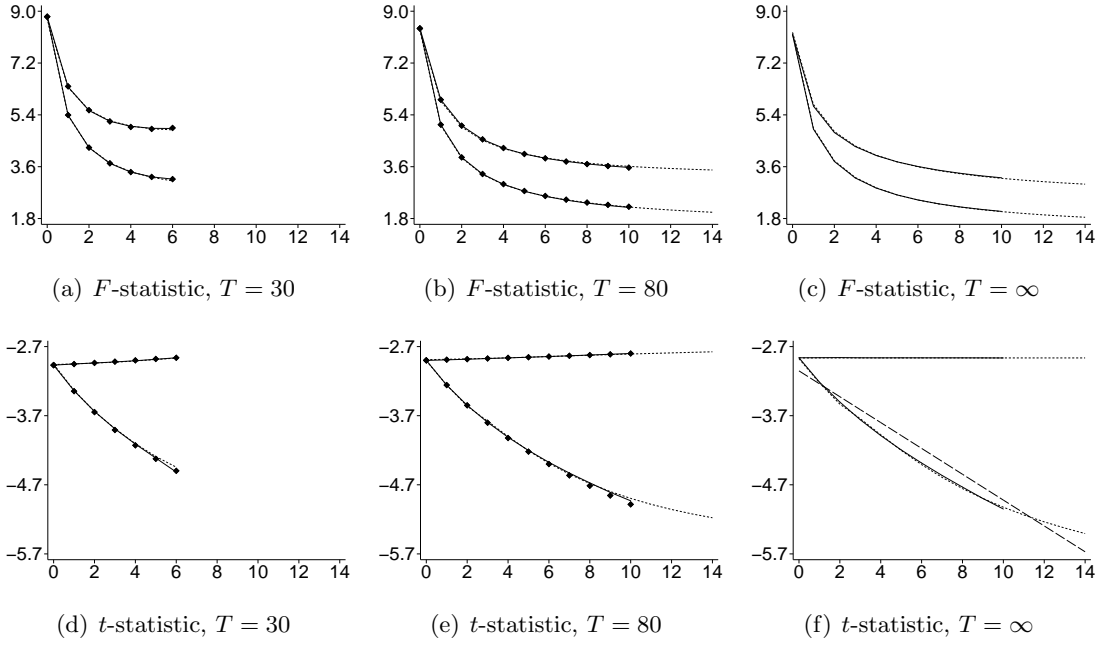 9.0 9.0 9.0
7.2 7.2 7.2
5.4 5.4 5.4
3.6 3.6 3.6
1.8 1.8 1.8
0 2 4 6 8 10 12 14 0 2 4 6 8 10 12 14 0 2 4 6 8 10 12 14
(a) F-statistic, T = 30 (b) F-statistic, T = 80 (c) F-statistic, T = ∞
−2.7 −2.7 −2.7
−3.7 −3.7 −3.7
−4.7 −4.7 −4.7
−5.7 −5.7 −5.7
0 2 4 6 8 10 12 14 0 2 4 6 8 10 12 14 0 2 4 6 8 10 12 14
(d) t-statistic, T = 30 (e) t-statistic, T = 80 (f) t-statistic, T = ∞